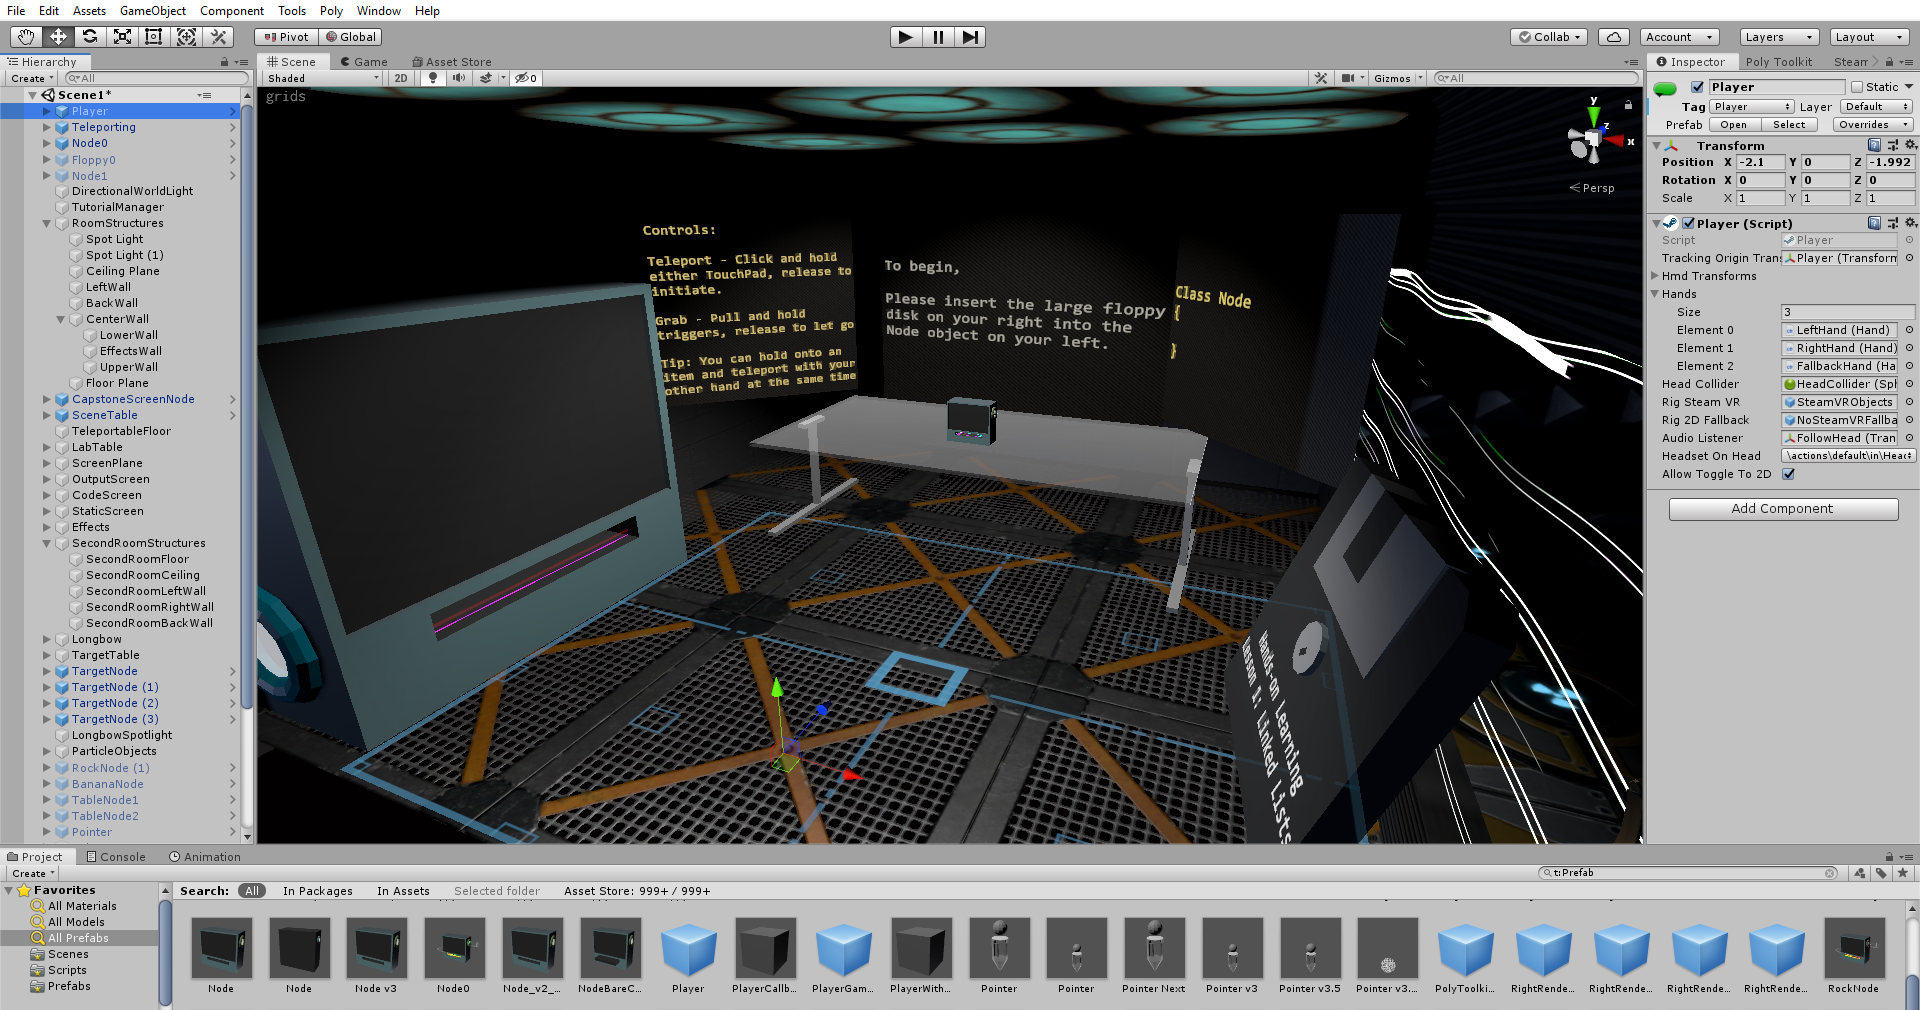 File Edit Assets GameObject Component Tools Poly Window Help
Pivot Global Collab Account Layers Layout
Hierarchy
Create All
Scene1*
Player
Teleporting
Node0
Floppy0
Node1
DirectionalWorldLight
TutorialManager
RoomStructures
Spot Light
Spot Light (1)
Ceiling Plane
LeftWall
BackWall
CenterWall
LowerWall
EffectsWall
UpperWall
Floor Plane
CapstoneScreenNode
SceneTable
TeleportableFloor
LabTable
ScreenPlane
OutputScreen
CodeScreen
StaticScreen
Effects
SecondRoomStructures
SecondRoomFloor
SecondRoomCeiling
SecondRoomLeftWall
SecondRoomRightWall
SecondRoomBackWall
Longbow
TargetTable
TargetNode
TargetNode (1)
TargetNode (2)
TargetNode (3)
LongbowSpotlight
ParticleObjects
RockNode (1)
BananaNode
TableNode1
TableNode2
Pointer
Scene Game Asset Store
Shaded 2D 0 Gizmos All
grids
y
z
x
Persp
Controls:
Teleport - Click and hold
either TouchPad, release to
initiate.
Grab - Pull and hold
triggers, release to let go
Tip: You can hold onto an
item and teleport with your
other hand at the same time
To begin,
Please insert the large floppy
disk on your right into the
Node object on your left.
Class Node
{
}
Hands-on Learning
Lesson 1: Linked Lists
Inspector Poly Toolkit Steam
Player Static
Tag Player Layer Default
Prefab Open Select Overrides
Transform
Position X -2.1 Y 0 Z -1.992
Rotation X 0 Y 0 Z 0
Scale X 1 Y 1 Z 1
Player (Script)
Script Player
Tracking Origin Tran: Player (Transform
Hmd Transforms
Hands
Size 3
Element 0 LeftHand (Hand)
Element 1 RightHand (Hand)
Element 2 FallbackHand (Ha
Head Collider HeadCollider (Sph
Rig Steam VR SteamVRObjects
Rig 2D Fallback NoSteamVRFallba
Audio Listener FollowHead (Tran
Headset On Head \actions\default\in\Head
Allow Toggle To 2D
Add Component
Project Console Animation
Create t:Prefab
Favorites
All Materials
All Models
All Prefabs
Scenes
Scripts
Prefabs
Search: All In Packages In Assets Selected folder Asset Store: 999+ / 999+
Node Node Node v3 Node0 Node_v2_... NodeBareC... Player PlayerCallb... PlayerGam... PlayerWith... Pointer Pointer Pointer Next Pointer v3 Pointer v3.5 Pointer v3.... PolyToolki... RightRende... RightRende... RightRende... RightRende... RockNode